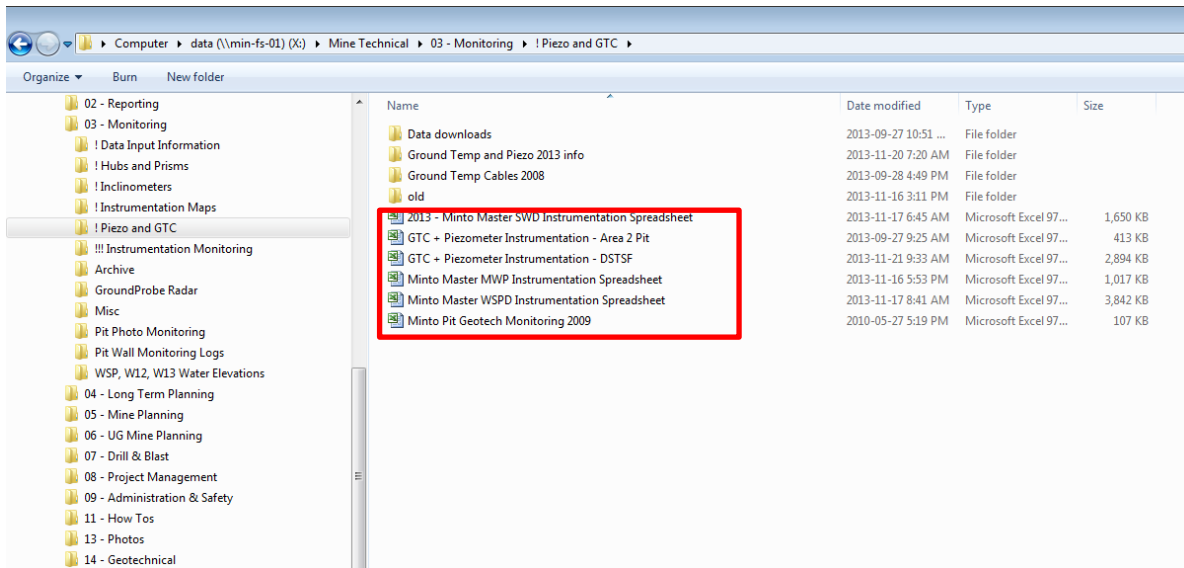 Computer ▸ data (\\min-fs-01) (X:) ▸ Mine Technical ▸ 03 - Monitoring ▸ ! Piezo and GTC ▸
Organize ▾ Burn New folder
02 - Reporting
03 - Monitoring
! Data Input Information
! Hubs and Prisms
! Inclinometers
! Instrumentation Maps
! Piezo and GTC
!!! Instrumentation Monitoring
Archive
GroundProbe Radar
Misc
Pit Photo Monitoring
Pit Wall Monitoring Logs
WSP, W12, W13 Water Elevations
04 - Long Term Planning
05 - Mine Planning
06 - UG Mine Planning
07 - Drill & Blast
08 - Project Management
09 - Administration & Safety
11 - How Tos
13 - Photos
14 - Geotechnical
Name Date modified Type Size
Data downloads 2013-09-27 10:51 ... File folder
Ground Temp and Piezo 2013 info 2013-11-20 7:20 AM File folder
Ground Temp Cables 2008 2013-09-28 4:49 PM File folder
old 2013-11-16 3:11 PM File folder
2013 - Minto Master SWD Instrumentation Spreadsheet 2013-11-17 6:45 AM Microsoft Excel 97... 1,650 KB
GTC + Piezometer Instrumentation - Area 2 Pit 2013-09-27 9:25 AM Microsoft Excel 97... 413 KB
GTC + Piezometer Instrumentation - DSTSF 2013-11-21 9:33 AM Microsoft Excel 97... 2,894 KB
Minto Master MWP Instrumentation Spreadsheet 2013-11-16 5:53 PM Microsoft Excel 97... 1,017 KB
Minto Master WSPD Instrumentation Spreadsheet 2013-11-17 8:41 AM Microsoft Excel 97... 3,842 KB
Minto Pit Geotech Monitoring 2009 2010-05-27 5:19 PM Microsoft Excel 97... 107 KB